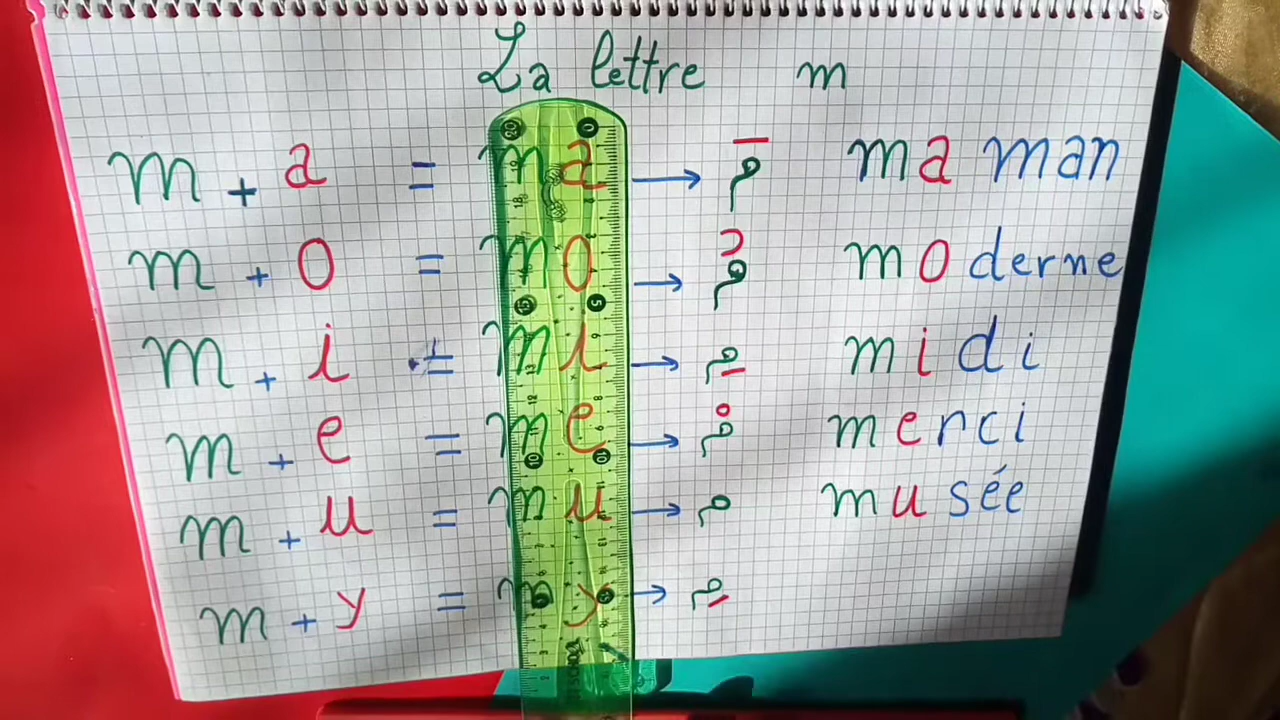 La lettre m
m + a = ma → مَ maman
m + o = mo → مُ moderne
m + i = mi → مِ midi
m + e = me → مْ merci
m + u = mu → م musée
m + y = my → مِ